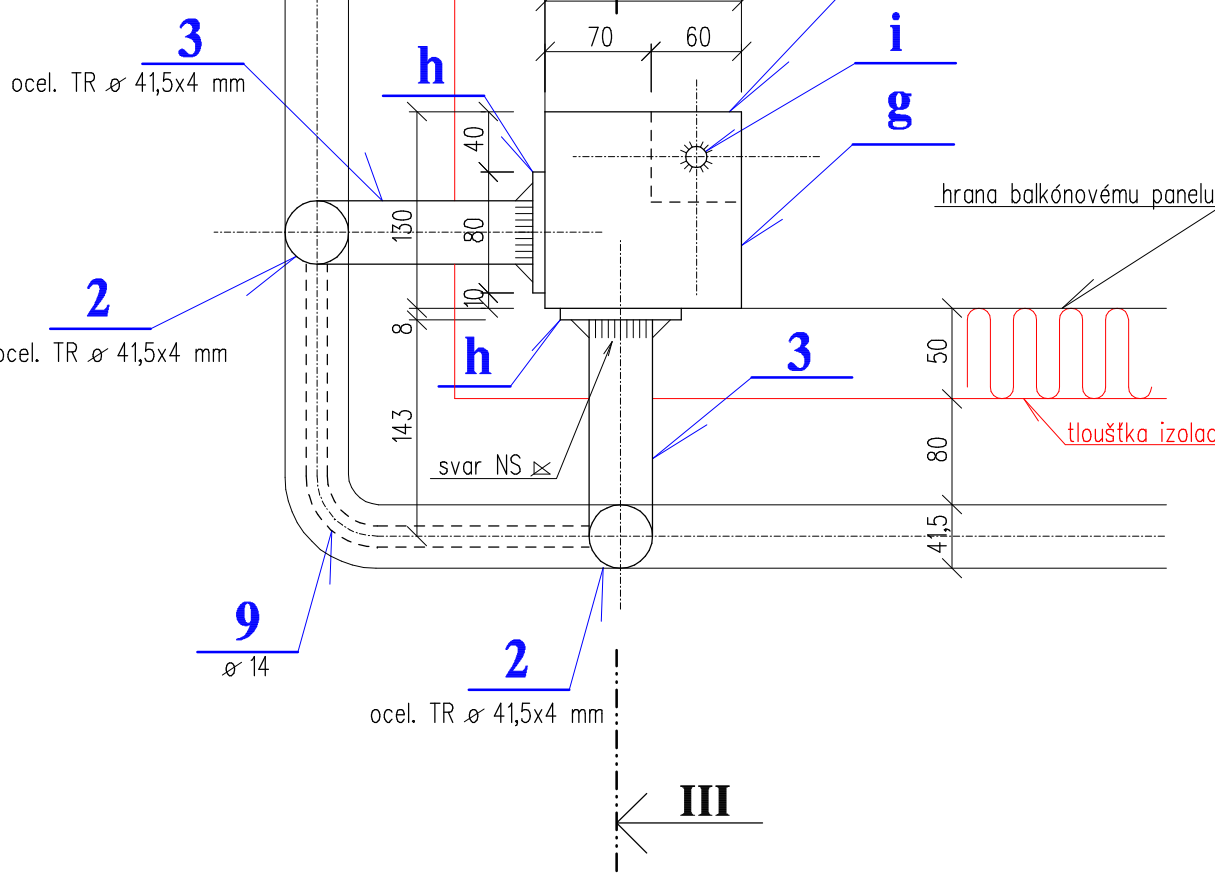 70
60
i
3
ocel. TR ø 41,5x4 mm
h
g
40
hrana balkónovému panelu
130
80
10
2
ocel. TR ø 41,5x4 mm
8
h
3
50
143
tloušťka izolac
80
svar NS
41,5
9
ø 14
2
ocel. TR ø 41,5x4 mm
III